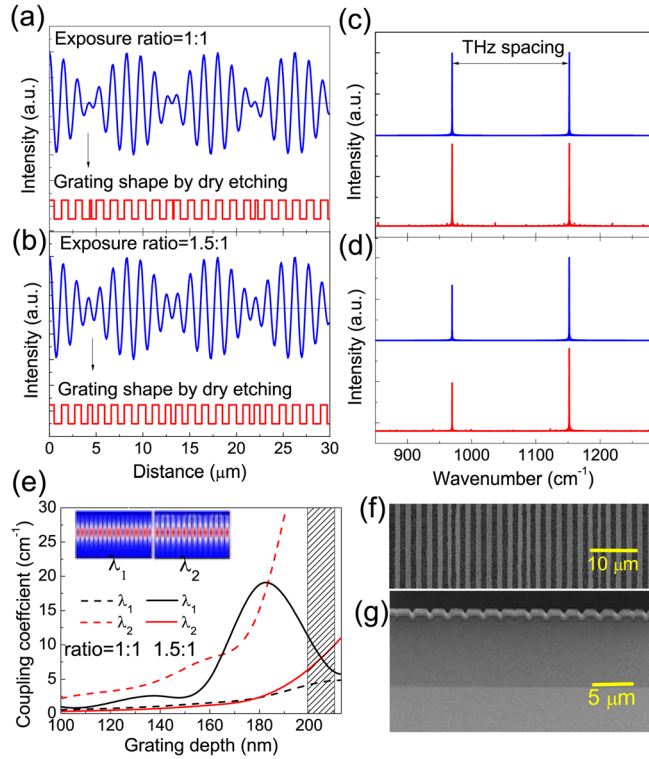 (a)
Exposure ratio=1:1
Intensity (a.u.)
Grating shape by dry etching
(b)
Exposure ratio=1.5:1
Intensity (a.u.)
Grating shape by dry etching
0 5 10 15 20 25 30
Distance (μm)
(c)
THz spacing
Intensity (a.u.)
(d)
Intensity (a.u.)
900 1000 1100 1200
Wavenumber (cm⁻¹)
(e)
Coupling coeffcient (cm⁻¹)
30
25
20
15
10
5
0
λ₁ λ₂
λ₁ λ₁
λ₂ λ₂
ratio=1:1 1.5:1
100 120 140 160 180 200
Grating depth (nm)
(f)
10 μm
(g)
5 μm